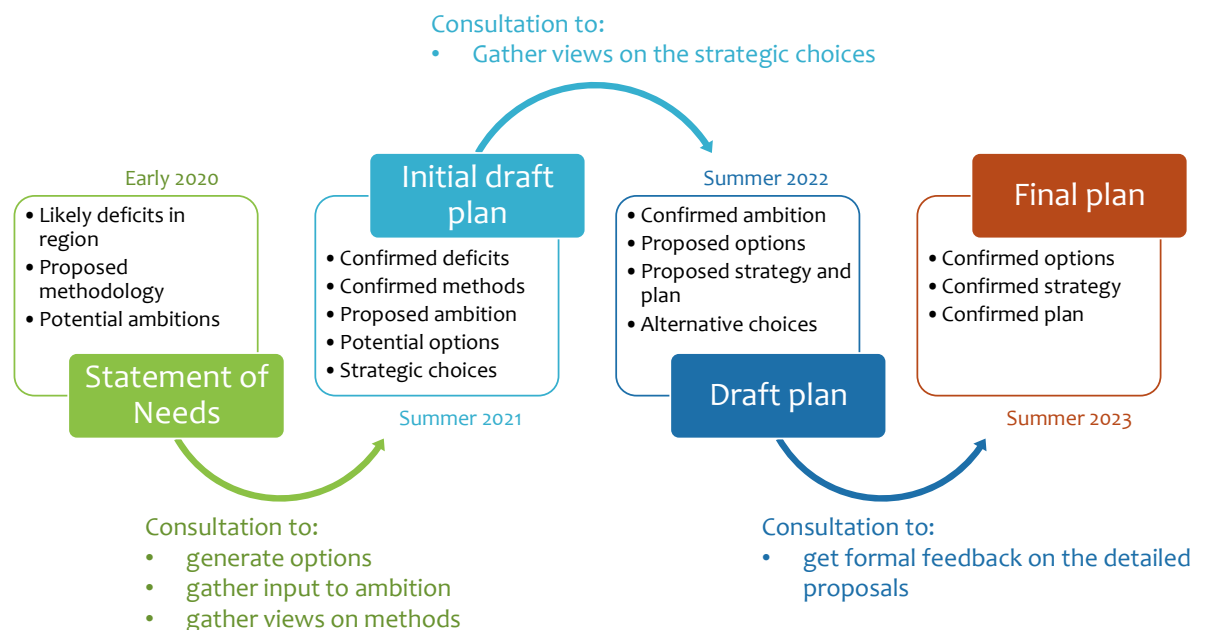 Consultation to:
• Gather views on the strategic choices
Early 2020
• Likely deficits in
region
• Proposed
methodology
• Potential ambitions
Statement of
Needs
Initial draft
plan
• Confirmed deficits
• Confirmed methods
• Proposed ambition
• Potential options
• Strategic choices
Summer 2021
Summer 2022
• Confirmed ambition
• Proposed options
• Proposed strategy and
plan
• Alternative choices
Draft plan
Final plan
• Confirmed options
• Confirmed strategy
• Confirmed plan
Summer 2023
Consultation to:
• generate options
• gather input to ambition
• gather views on methods
Consultation to:
• get formal feedback on the detailed
proposals